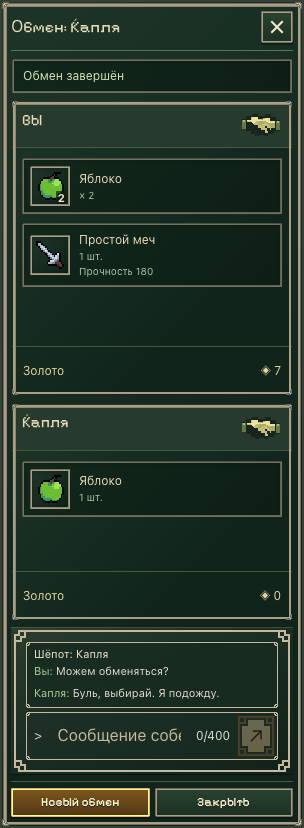 Обмен: Капля
Обмен завершён
ВЫ
2
Яблоко
× 2
Простой меч
1 шт.
Прочность 180
Золото
7
Капля
Яблоко
1 шт.
Золото
0
Шёпот: Капля
Вы: Можем обменяться?
Капля: Буль, выбирай. Я подожду.
> Сообщение собе 0/400
Новый обмен
Закрыть